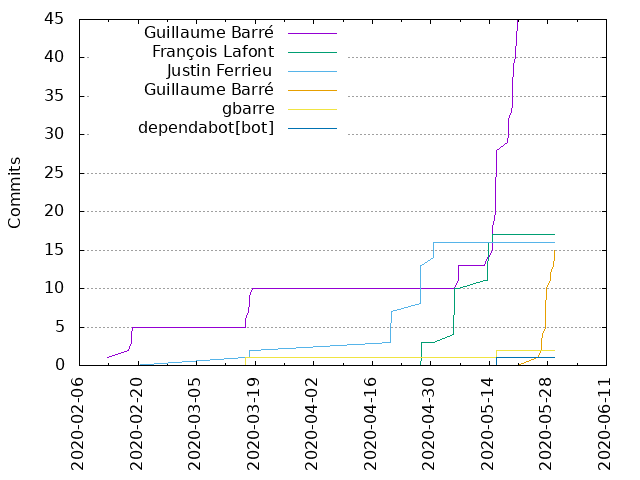 45
40
35
30
25
20
15
10
5
0
Commits
Guillaume Barré
François Lafont
Justin Ferrieu
Guillaume Barré
gbarre
dependabot[bot]
2020-02-06
2020-02-20
2020-03-05
2020-03-19
2020-04-02
2020-04-16
2020-04-30
2020-05-14
2020-05-28
2020-06-11